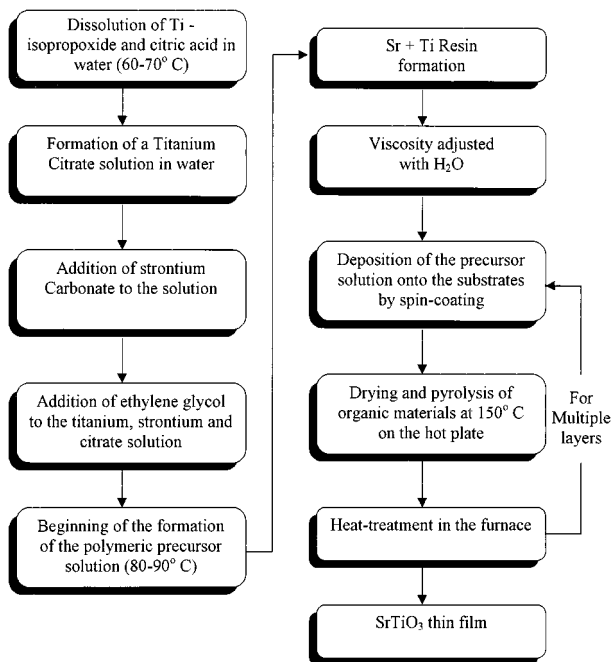 Dissolution of Ti -
isopropoxide and citric acid in
water (60-70° C)
Formation of a Titanium
Citrate solution in water
Addition of strontium
Carbonate to the solution
Addition of ethylene glycol
to the titanium, strontium and
citrate solution
Beginning of the formation
of the polymeric precursor
solution (80-90° C)
Sr + Ti Resin
formation
Viscosity adjusted
with H₂O
Deposition of the precursor
solution onto the substrates
by spin-coating
Drying and pyrolysis of
organic materials at 150° C
on the hot plate
For
Multiple
layers
Heat-treatment in the furnace
SrTiO₃ thin film